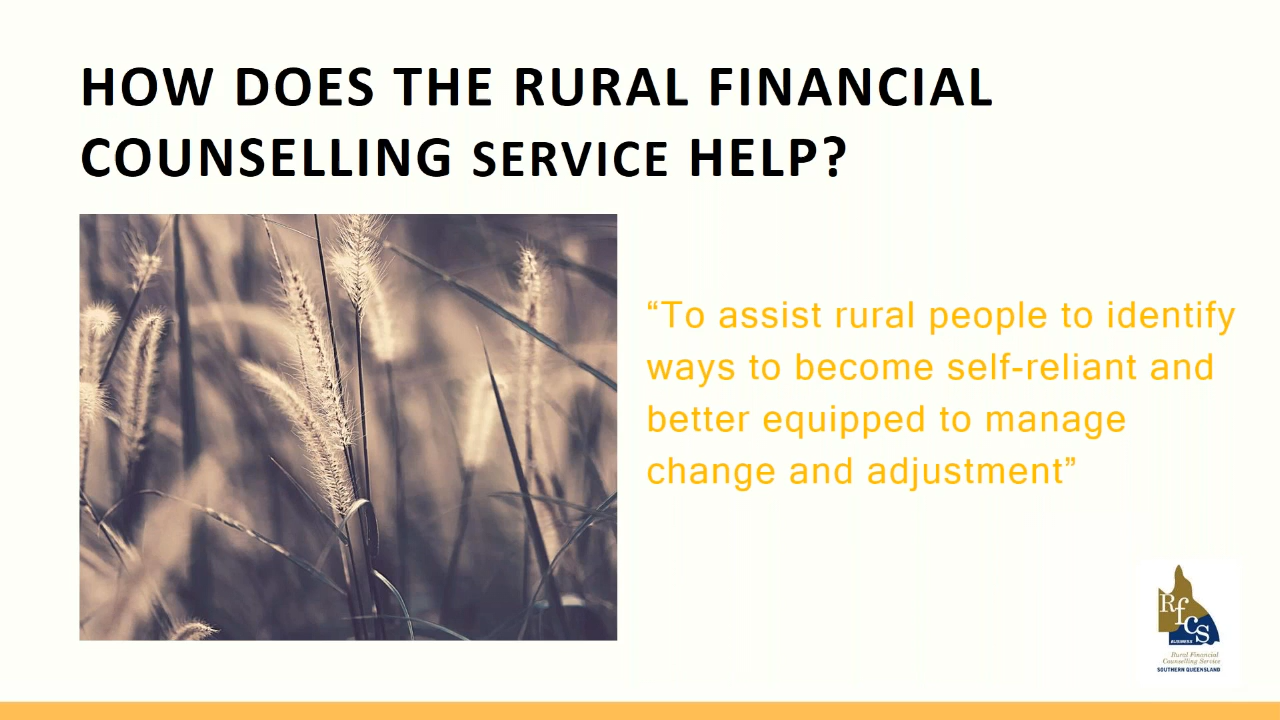 HOW DOES THE RURAL FINANCIAL
COUNSELLING SERVICE HELP?
“To assist rural people to identify
ways to become self-reliant and
better equipped to manage
change and adjustment”
RfCS
BUSINESS
Rural Financial
Counselling Service
SOUTHERN QUEENSLAND